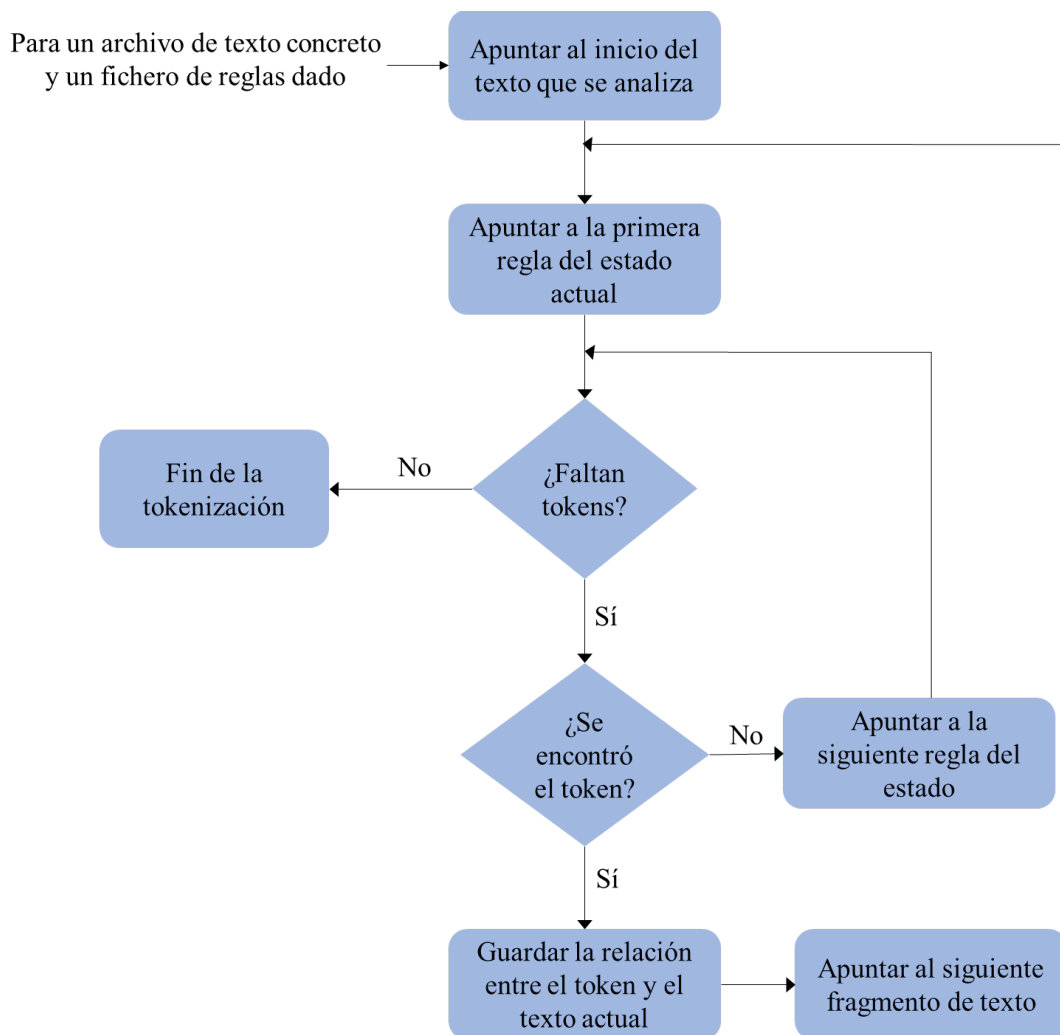 Para un archivo de texto concreto
y un fichero de reglas dado
Apuntar al inicio del
texto que se analiza
Apuntar a la primera
regla del estado
actual
Fin de la
tokenización
No
¿Faltan
tokens?
Sí
¿Se
encontró
el token?
No
Apuntar a la
siguiente regla del
estado
Sí
Guardar la relación
entre el token y el
texto actual
Apuntar al siguiente
fragmento de texto